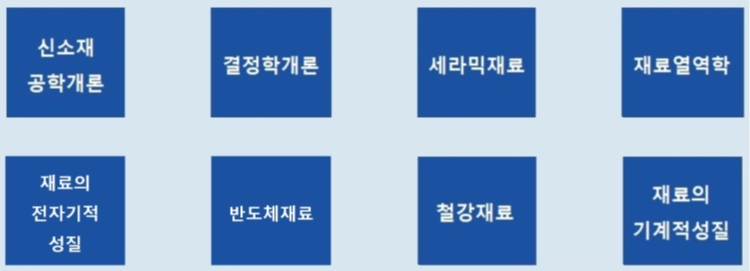 신소재
공학개론
결정학개론
세라믹재료
재료열역학
재료의
전자기적
성질
반도체재료
철강재료
재료의
기계적성질